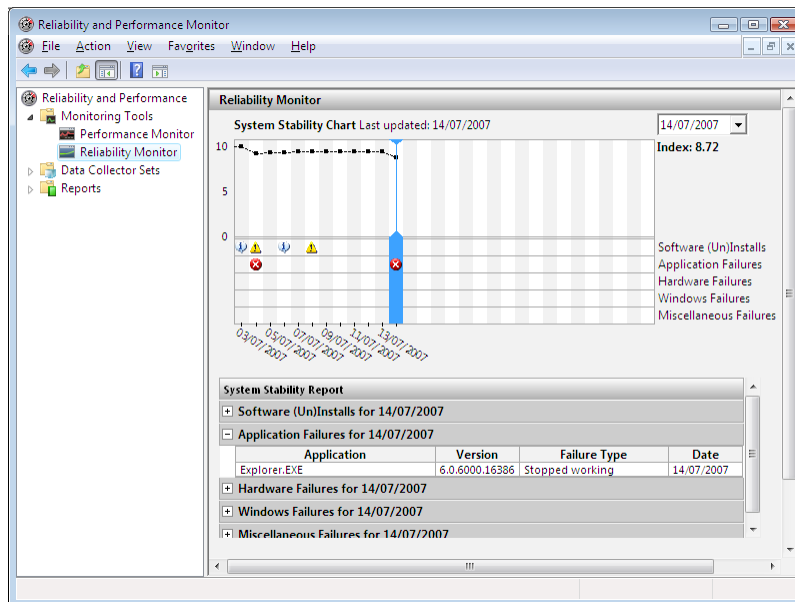 Reliability and Performance Monitor
File Action View Favorites Window Help
Reliability and Performance
Monitoring Tools
Performance Monitor
Reliability Monitor
Data Collector Sets
Reports
Reliability Monitor
System Stability Chart Last updated: 14/07/2007
14/07/2007
Index: 8.72
10
5
0
Software (Un)Installs
Application Failures
Hardware Failures
Windows Failures
Miscellaneous Failures
03/07/2007 05/07/2007 07/07/2007 09/07/2007 11/07/2007 13/07/2007
System Stability Report
Software (Un)Installs for 14/07/2007
Application Failures for 14/07/2007
Application Version Failure Type Date
Explorer.EXE 6.0.6000.16386 Stopped working 14/07/2007
Hardware Failures for 14/07/2007
Windows Failures for 14/07/2007
Miscellaneous Failures for 14/07/2007